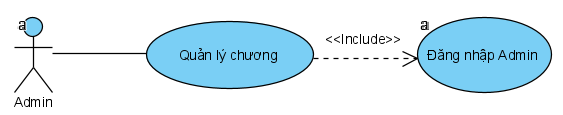 a
Admin
Quản lý chương
<<Include>>
a
Đăng nhập Admin